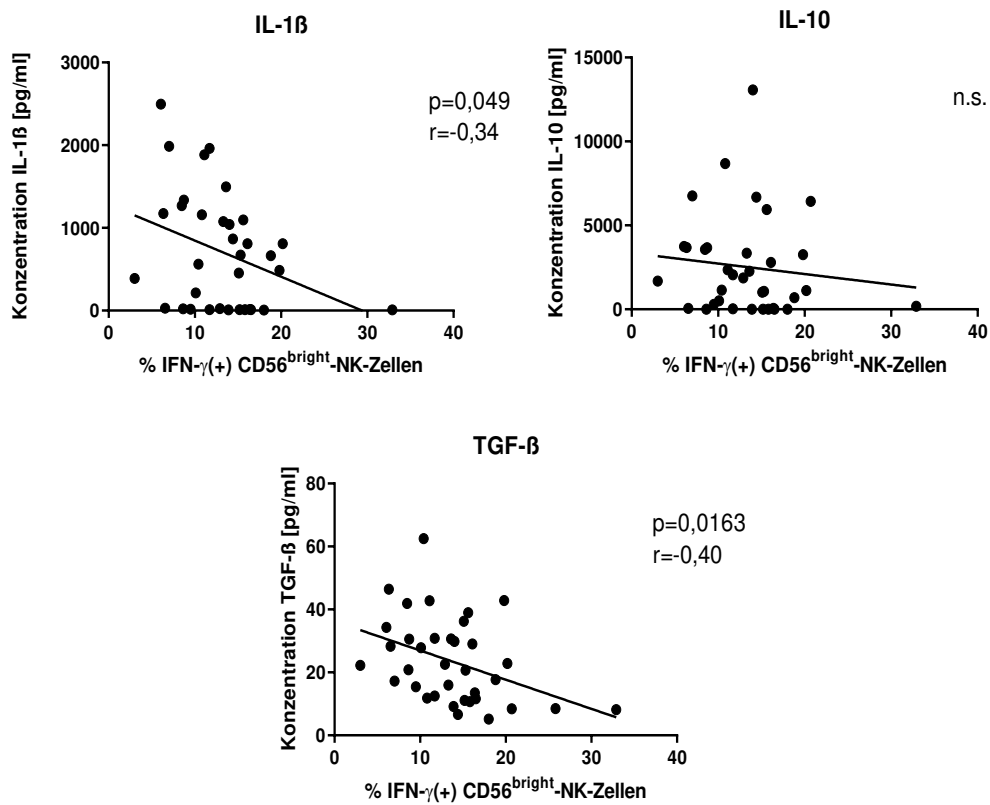 IL-1ß
Konzentration IL-1ß [pg/ml]
3000
2000
1000
0
p=0,049
r=-0,34
0 10 20 30 40
% IFN-γ(+) CD56bright-NK-Zellen
IL-10
Konzentration IL-10 [pg/ml]
15000
10000
5000
0
n.s.
0 10 20 30 40
% IFN-γ(+) CD56bright-NK-Zellen
TGF-ß
Konzentration TGF-ß [pg/ml]
80
60
40
20
0
p=0,0163
r=-0,40
0 10 20 30 40
% IFN-γ(+) CD56bright-NK-Zellen